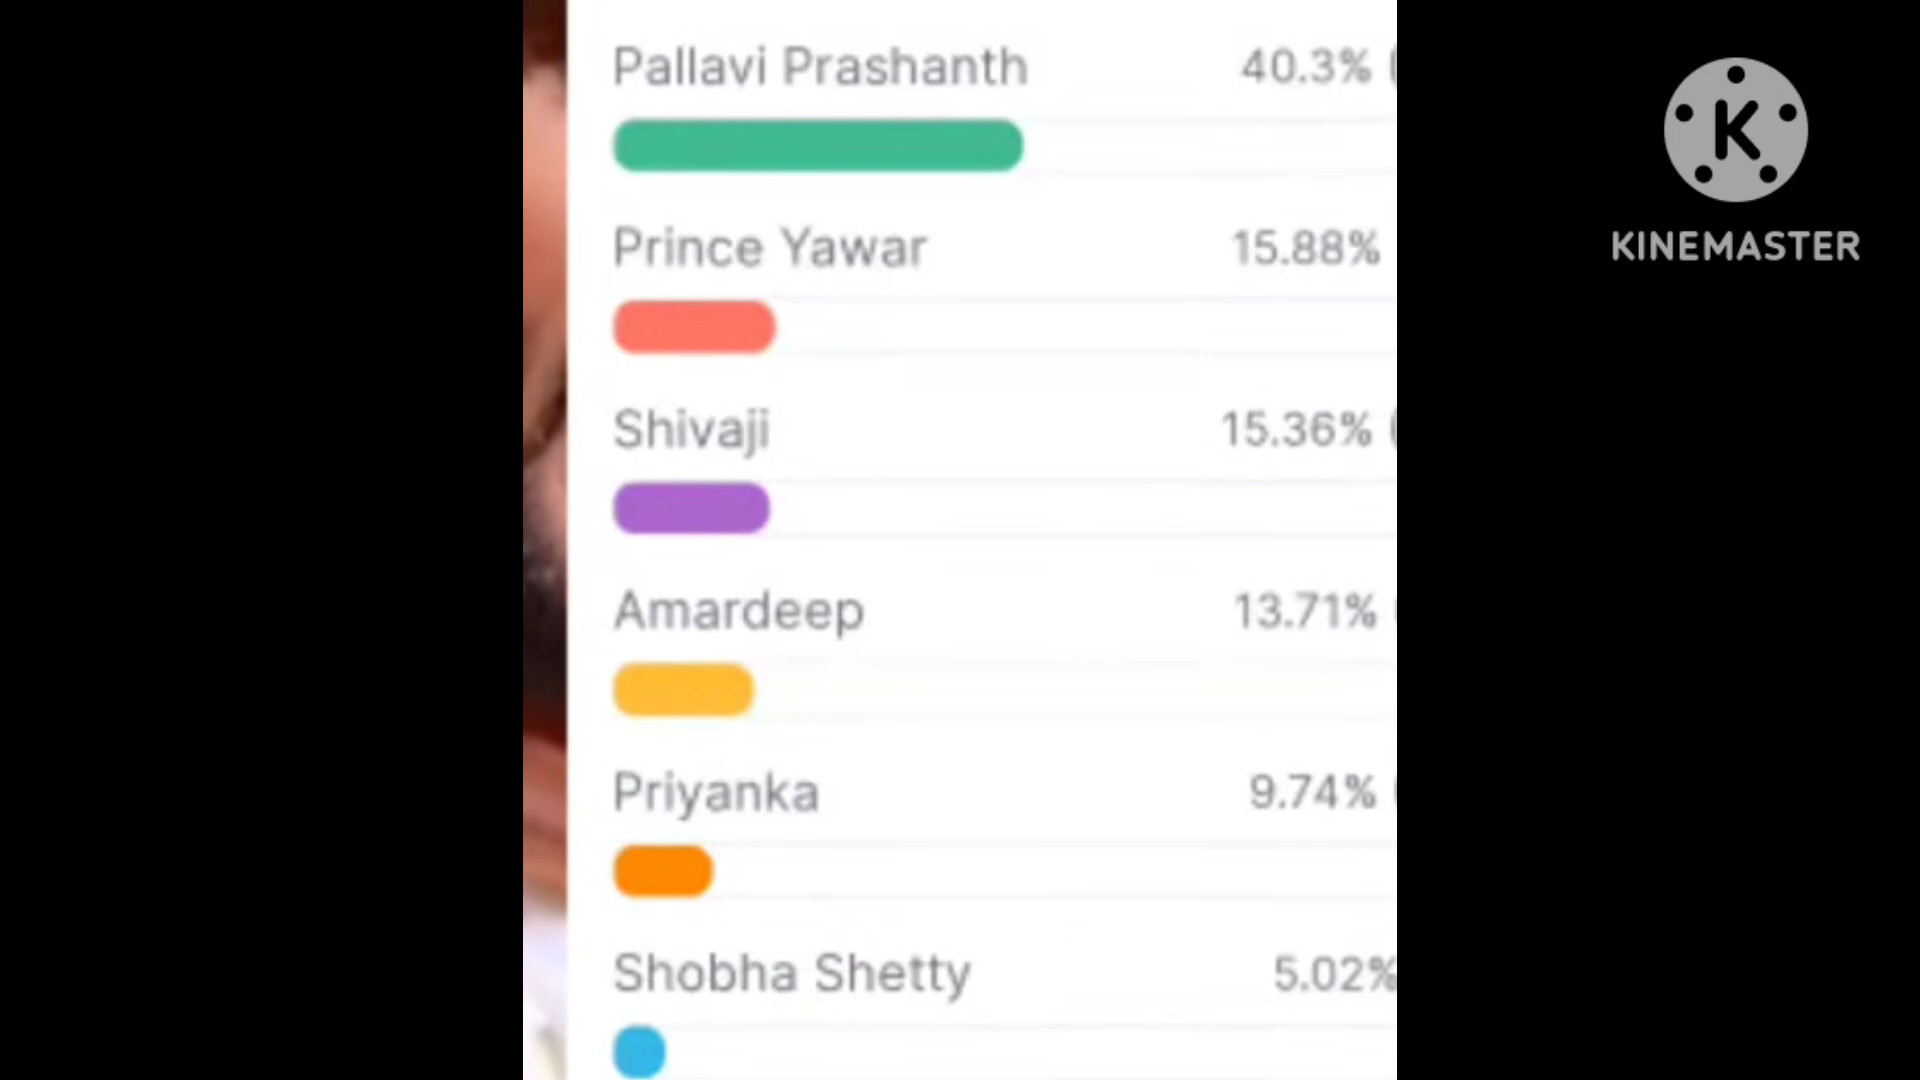 Pallavi Prashanth 40.3% (
Prince Yawar 15.88%
Shivaji 15.36% (
Amardeep 13.71%
Priyanka 9.74%
Shobha Shetty 5.02%
K
KINEMASTER